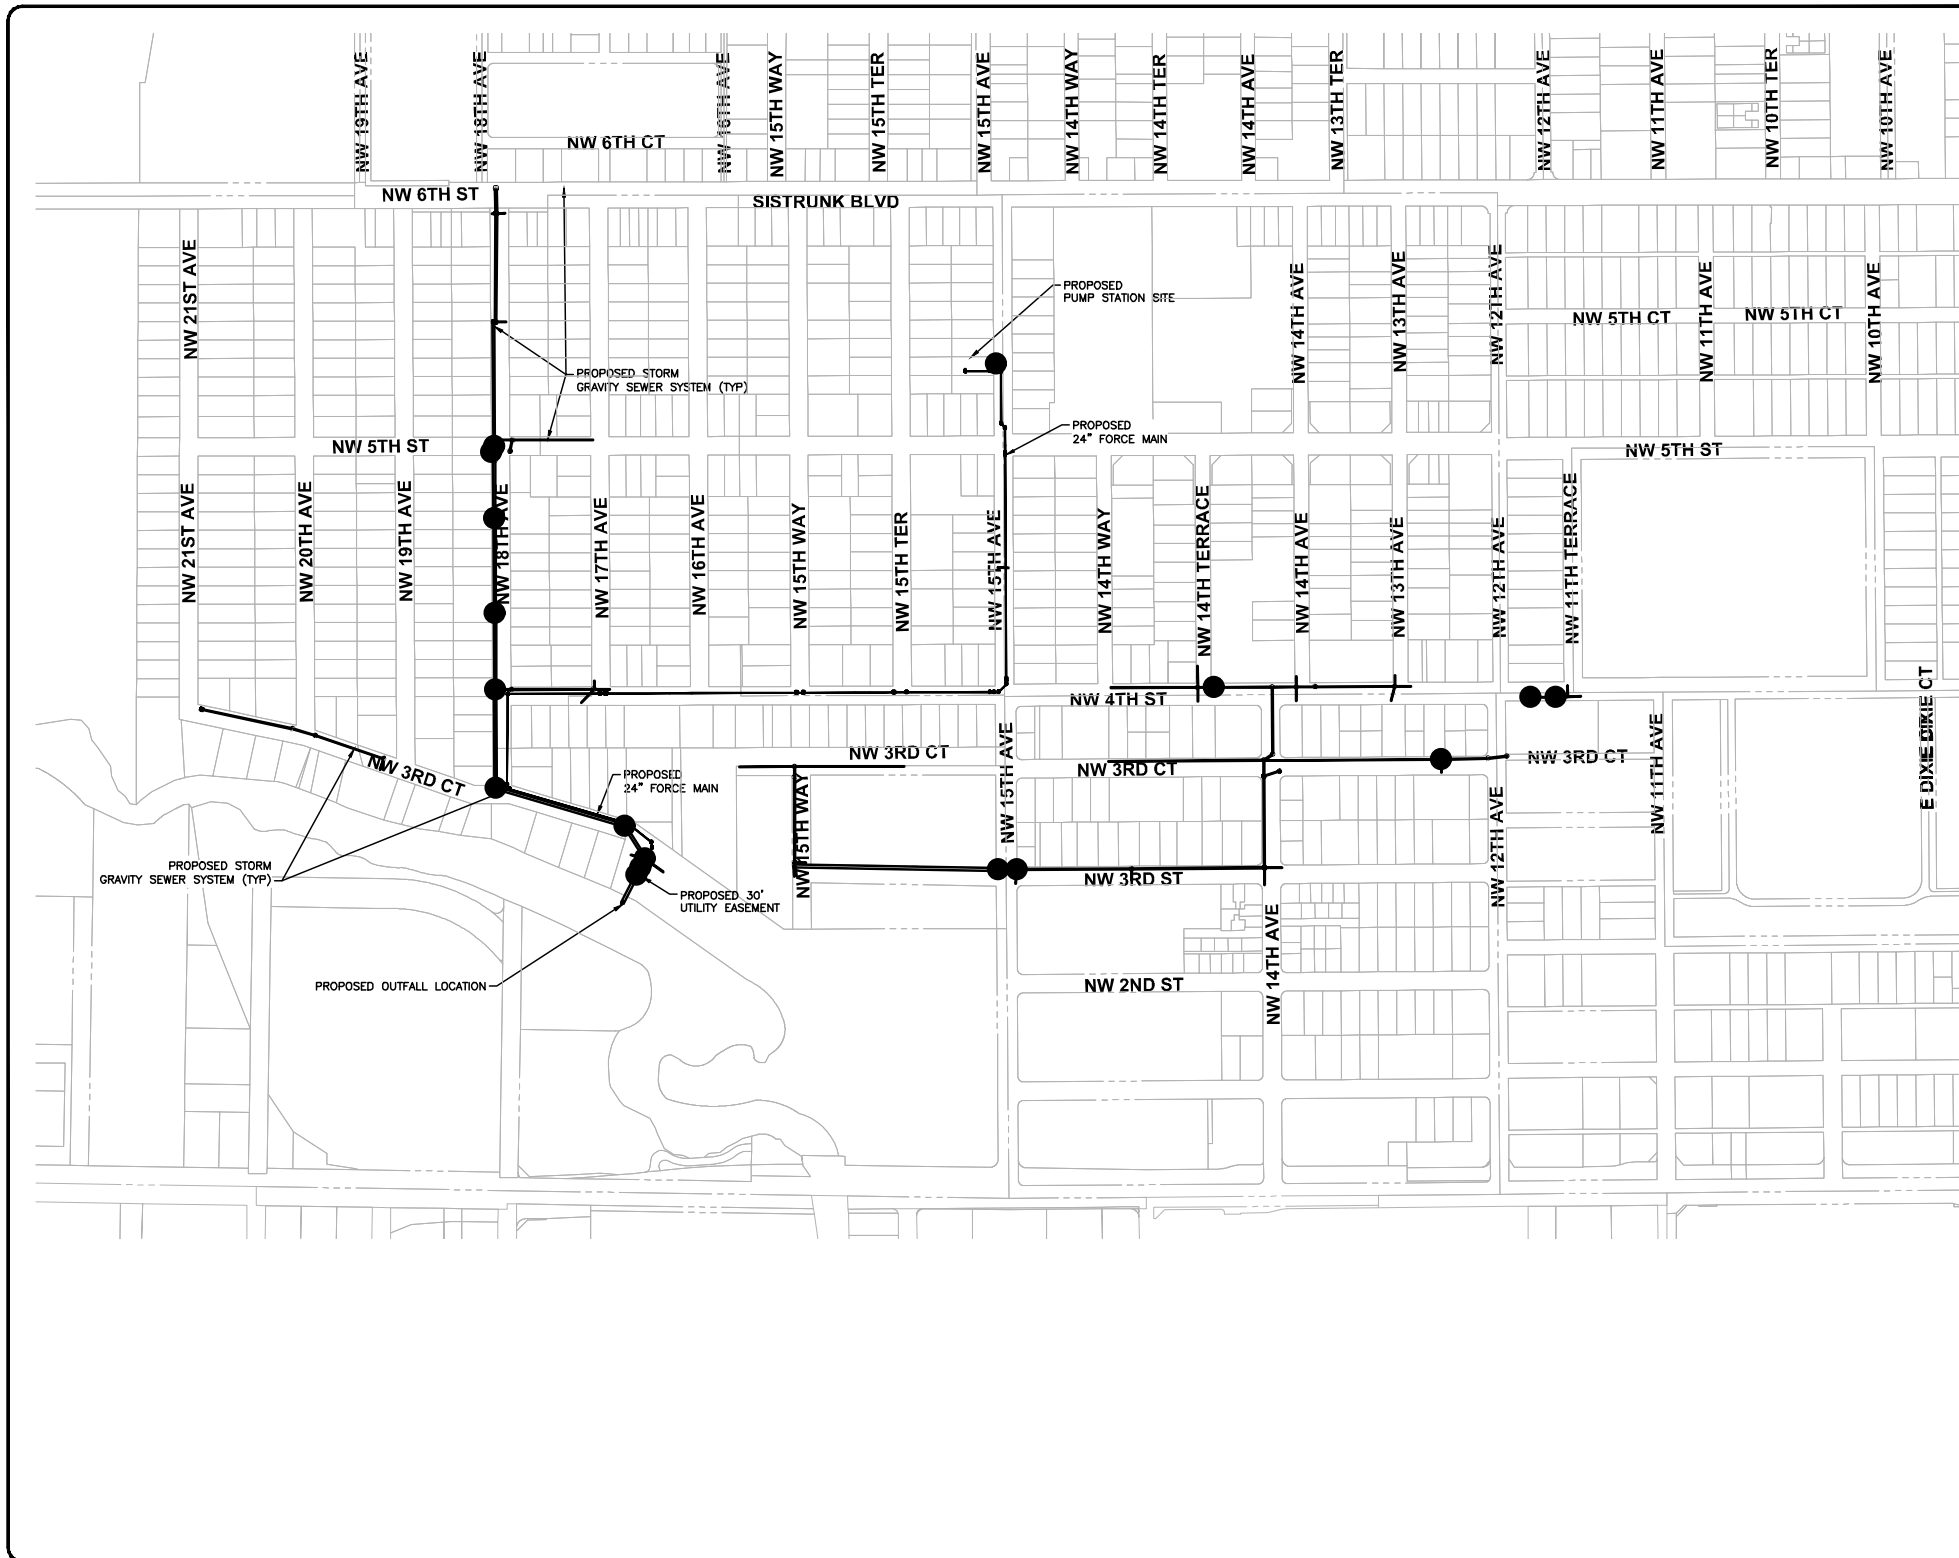 NW 19TH AVE
NW 18TH AVE
NW 16TH AVE
NW 15TH WAY
NW 15TH TER
NW 15TH AVE
NW 14TH WAY
NW 14TH TER
NW 14TH AVE
NW 13TH TER
NW 12TH AVE
NW 11TH AVE
NW 10TH TER
NW 10TH AVE
NW 6TH CT
NW 6TH ST
SISTRUNK BLVD
NW 21ST AVE
PROPOSED
PUMP STATION SITE
NW 14TH AVE
NW 13TH AVE
NW 12TH AVE
NW 5TH CT
NW 11TH AVE
NW 5TH CT
NW 10TH AVE
PROPOSED STORM
GRAVITY SEWER SYSTEM (TYP)
PROPOSED
24" FORCE MAIN
NW 5TH ST
NW 5TH ST
NW 21ST AVE
NW 20TH AVE
NW 19TH AVE
NW 18TH AVE
NW 17TH AVE
NW 16TH AVE
NW 15TH WAY
NW 15TH TER
NW 15TH AVE
NW 14TH WAY
NW 14TH TERRACE
NW 14TH AVE
NW 13TH AVE
NW 12TH AVE
NW 11TH TERRACE
NW 4TH ST
NW 3RD CT
NW 3RD CT
NW 3RD CT
NW 3RD CT
PROPOSED
24" FORCE MAIN
NW 15TH WAY
NW 15TH AVE
NW 12TH AVE
NW 11TH AVE
E DIXIE CT
PROPOSED STORM
GRAVITY SEWER SYSTEM (TYP)
PROPOSED 30'
UTILITY EASEMENT
NW 3RD ST
NW 14TH AVE
PROPOSED OUTFALL LOCATION
NW 2ND ST